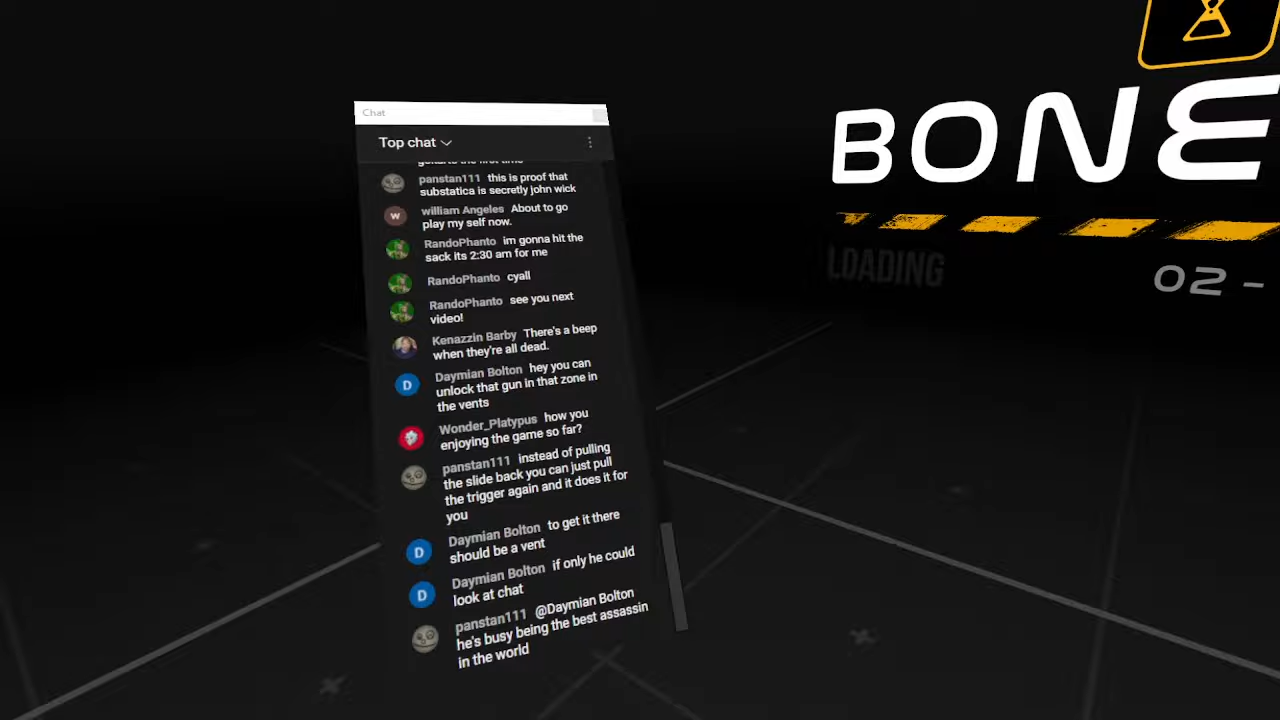 Chat
Top chat
panstan111 this is proof that
substatica is secretly john wick
william Angeles About to go
play my self now.
RandoPhanto im gonna hit the
sack its 2:30 am for me
RandoPhanto cyall
RandoPhanto see you next
video!
Kenazzin Barby There's a beep
when they're all dead.
Daymian Bolton hey you can
unlock that gun in that zone in
the vents
Wonder_Platypus how you
enjoying the game so far?
panstan111 instead of pulling
the slide back you can just pull
the trigger again and it does it for
you
Daymian Bolton to get it there
should be a vent
Daymian Bolton if only he could
look at chat
panstan111 @Daymian Bolton
he's busy being the best assassin
in the world
W
D
D
D
BONE
LOADING
02 -